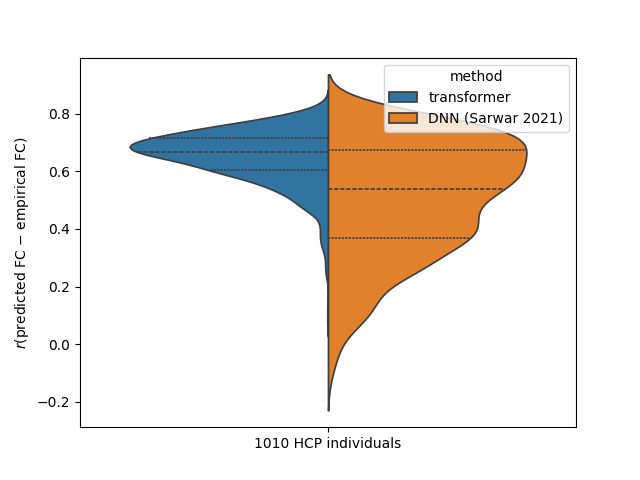 method
transformer
DNN (Sarwar 2021)
0.8
0.6
0.4
0.2
0.0
−0.2
r(predicted FC − empirical FC)
1010 HCP individuals